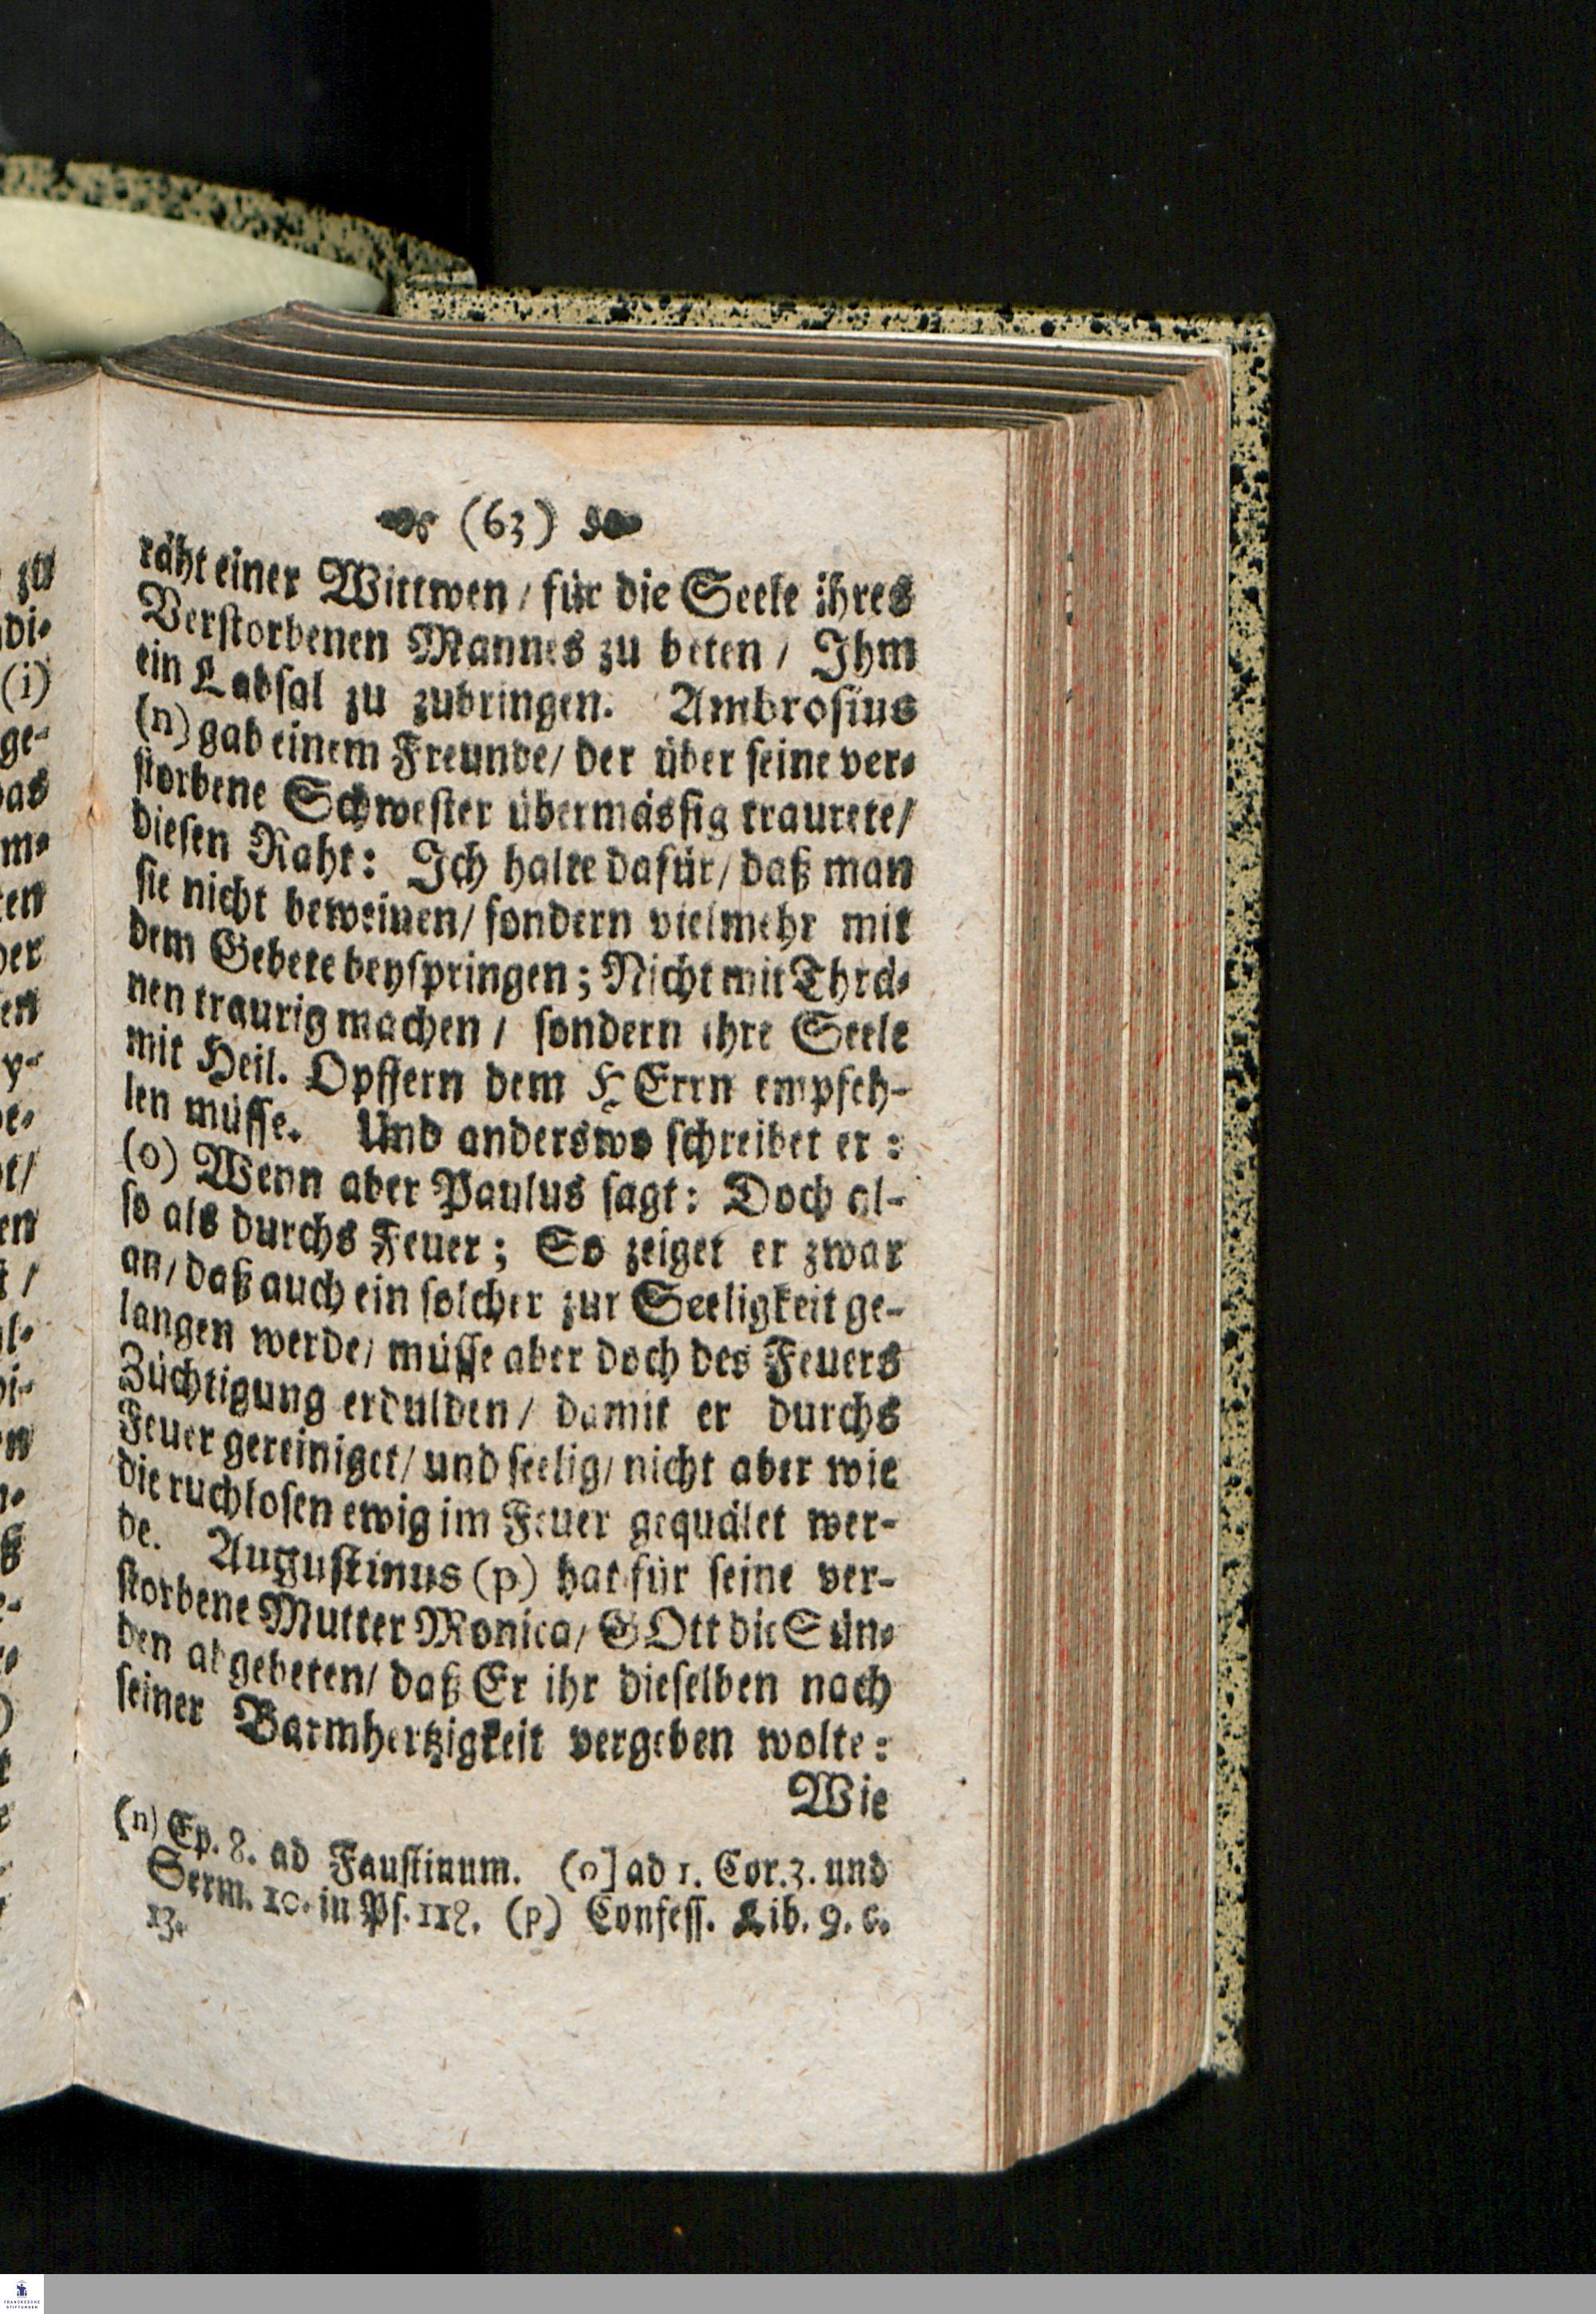 (63)
räht einer Wittwen / für die Seele ihres
Verstorbenen Mannes zu beten / Ihm
ein Labsal zu zubringen. Ambrosius
(n) gab einem Freunde / der über seine ver-
storbene Schwester übermässig traurete /
diesen Raht: Ich halte dafür / daß man
sie nicht beweinen / sondern vielmehr mit
dem Gebete beyspringen; Nicht mit Thrä-
nen traurig machen / sondern ihre Seele
mit Heil. Opffern dem HErrn empfeh-
len müsse. Und anderswo schreibet er:
(o) Wenn aber Paulus sagt: Doch al-
so als durchs Feuer; So zeiget er zwar
an / daß auch ein solcher zur Seeligkeit ge-
langen werde / müsse aber doch des Feuers
Züchtigung erdulden / damit er durchs
Feuer gereiniget / und seelig / nicht aber wie
die ruchlosen ewig im Feuer gequälet wer-
de. Augustinus (p) hat für seine ver-
storbene Mutter Monica / GOtt die Sün-
den abgebeten / daß Er ihr dieselben nach
seiner Barmhertzigkeit vergeben wolte:
Wie
(n) Ep. 8. ad Faustinum. (o] ad 1. Cor. 3. und
Serm. 20. in Ps. 118. (p) Confess. Lib. 9. c.
13.
zu
di-
(i)
ge-
m-
er
y-
FRANCKESCHE
STIFTUNGEN